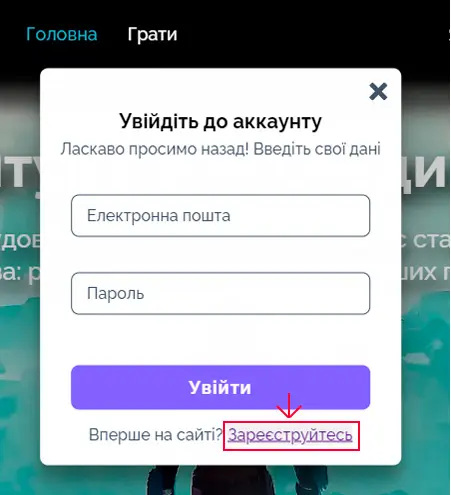 Головна Грати
Увійдіть до аккаунту
Ласкаво просимо назад! Введіть свої дані
Електронна пошта
Пароль
Увійти
Вперше на сайті? Зареєструйтесь